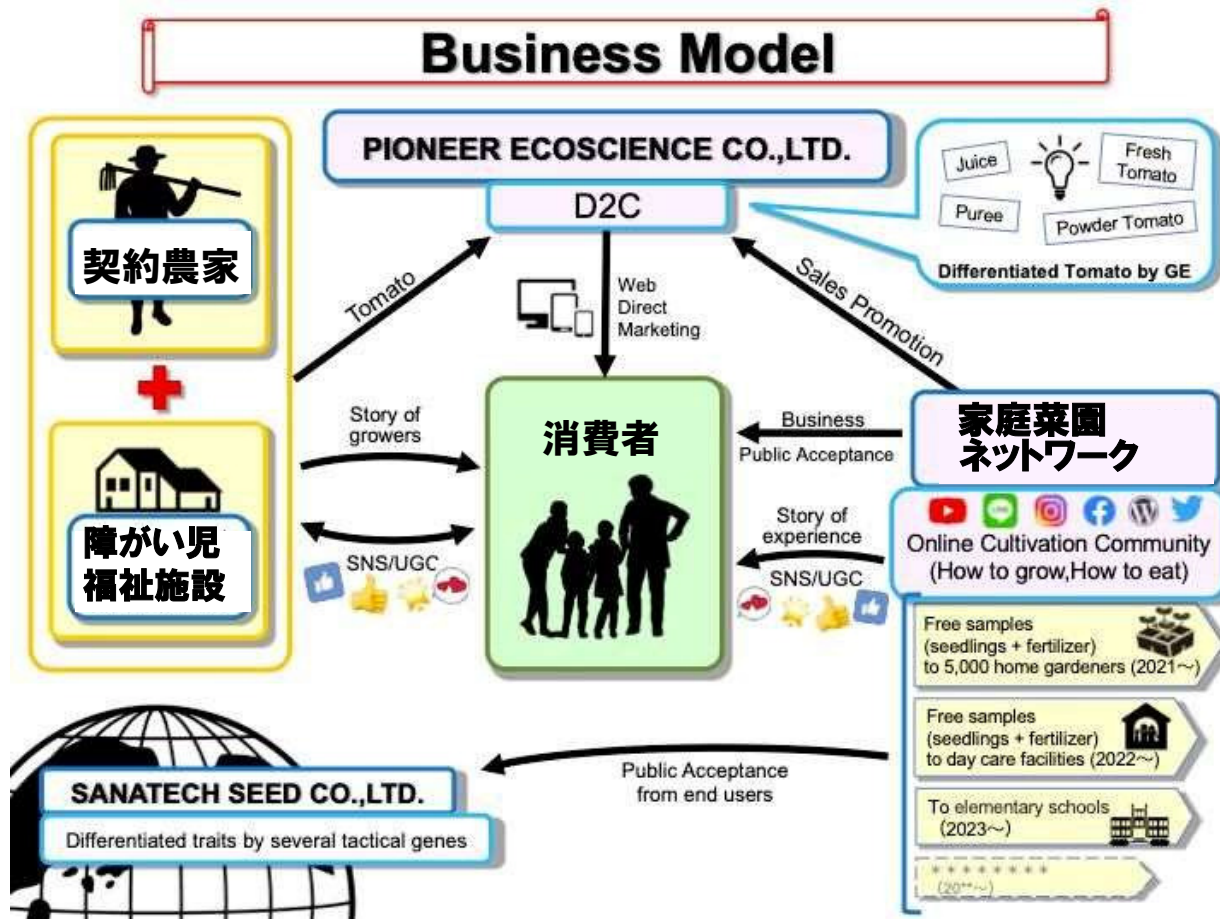 Business Model
PIONEER ECOSCIENCE CO.,LTD.
D2C
Juice
Fresh
Tomato
Puree
Powder Tomato
Differentiated Tomato by GE
契約農家
障がい児
福祉施設
Tomato
Web
Direct
Marketing
Sales Promotion
Story of
growers
SNS/UGC
消費者
Business
Public Acceptance
Story of
experience
SNS/UGC
家庭菜園
ネットワーク
LINE
Online Cultivation Community
(How to grow,How to eat)
Free samples
(seedlings + fertilizer)
to 5,000 home gardeners (2021～)
Free samples
(seedlings + fertilizer)
to day care facilities (2022～)
To elementary schools
(2023～)
* * * * * * * *
(20**～)
Public Acceptance
from end users
SANATECH SEED CO.,LTD.
Differentiated traits by several tactical genes